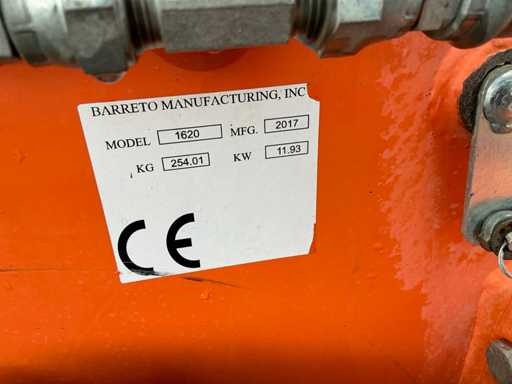 BARRETO MANUFACTURING, INC
MODEL 1620 MFG. 2017
KG 254.01 KW 11.93
CE